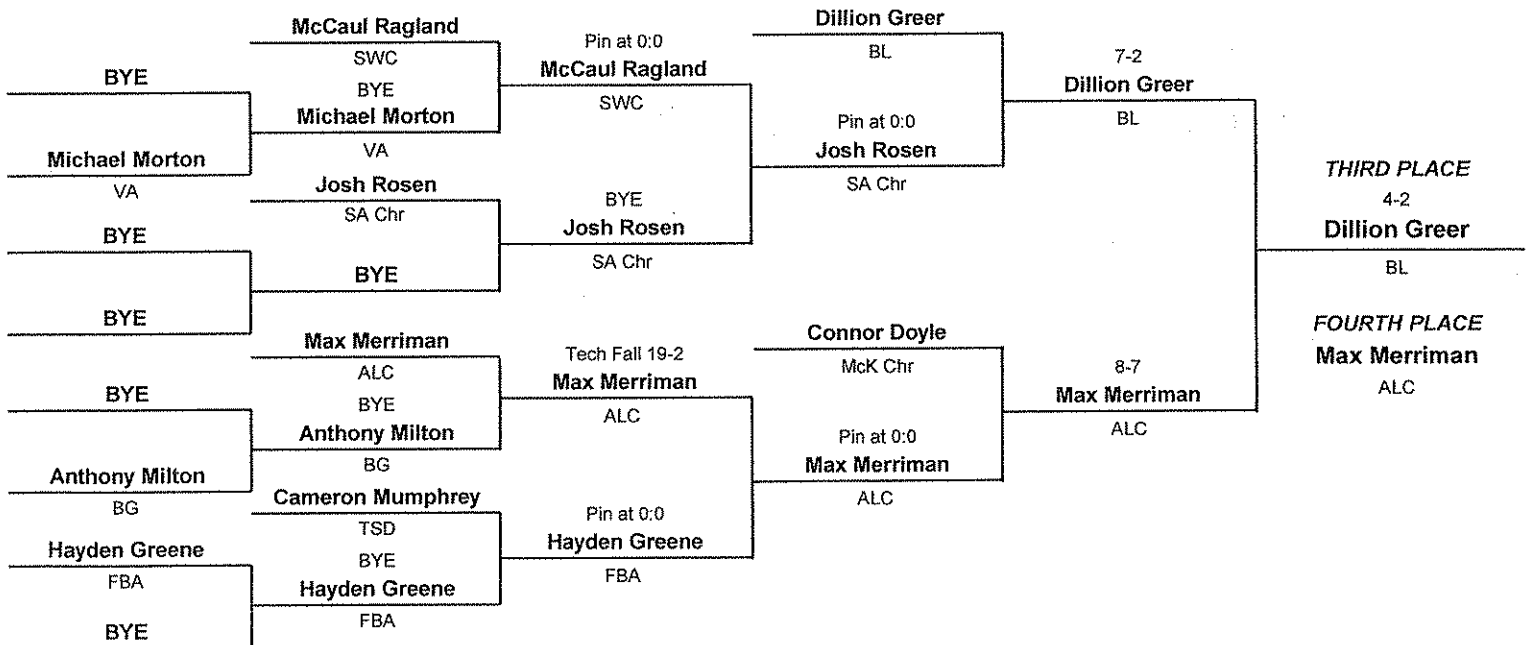 BYE
Michael Morton
VA
BYE
BYE
BYE
Anthony Milton
BG
Hayden Greene
FBA
BYE
McCaul Ragland
SWC
BYE
Michael Morton
VA
Josh Rosen
SA Chr
BYE
Max Merriman
ALC
BYE
Anthony Milton
BG
Cameron Mumphrey
TSD
BYE
Hayden Greene
FBA
Pin at 0:0
McCaul Ragland
SWC
BYE
Josh Rosen
SA Chr
Tech Fall 19-2
Max Merriman
ALC
Pin at 0:0
Hayden Greene
FBA
Dillion Greer
BL
Pin at 0:0
Josh Rosen
SA Chr
Connor Doyle
McK Chr
Pin at 0:0
Max Merriman
ALC
7-2
Dillion Greer
BL
8-7
Max Merriman
ALC
THIRD PLACE
4-2
Dillion Greer
BL
FOURTH PLACE
Max Merriman
ALC